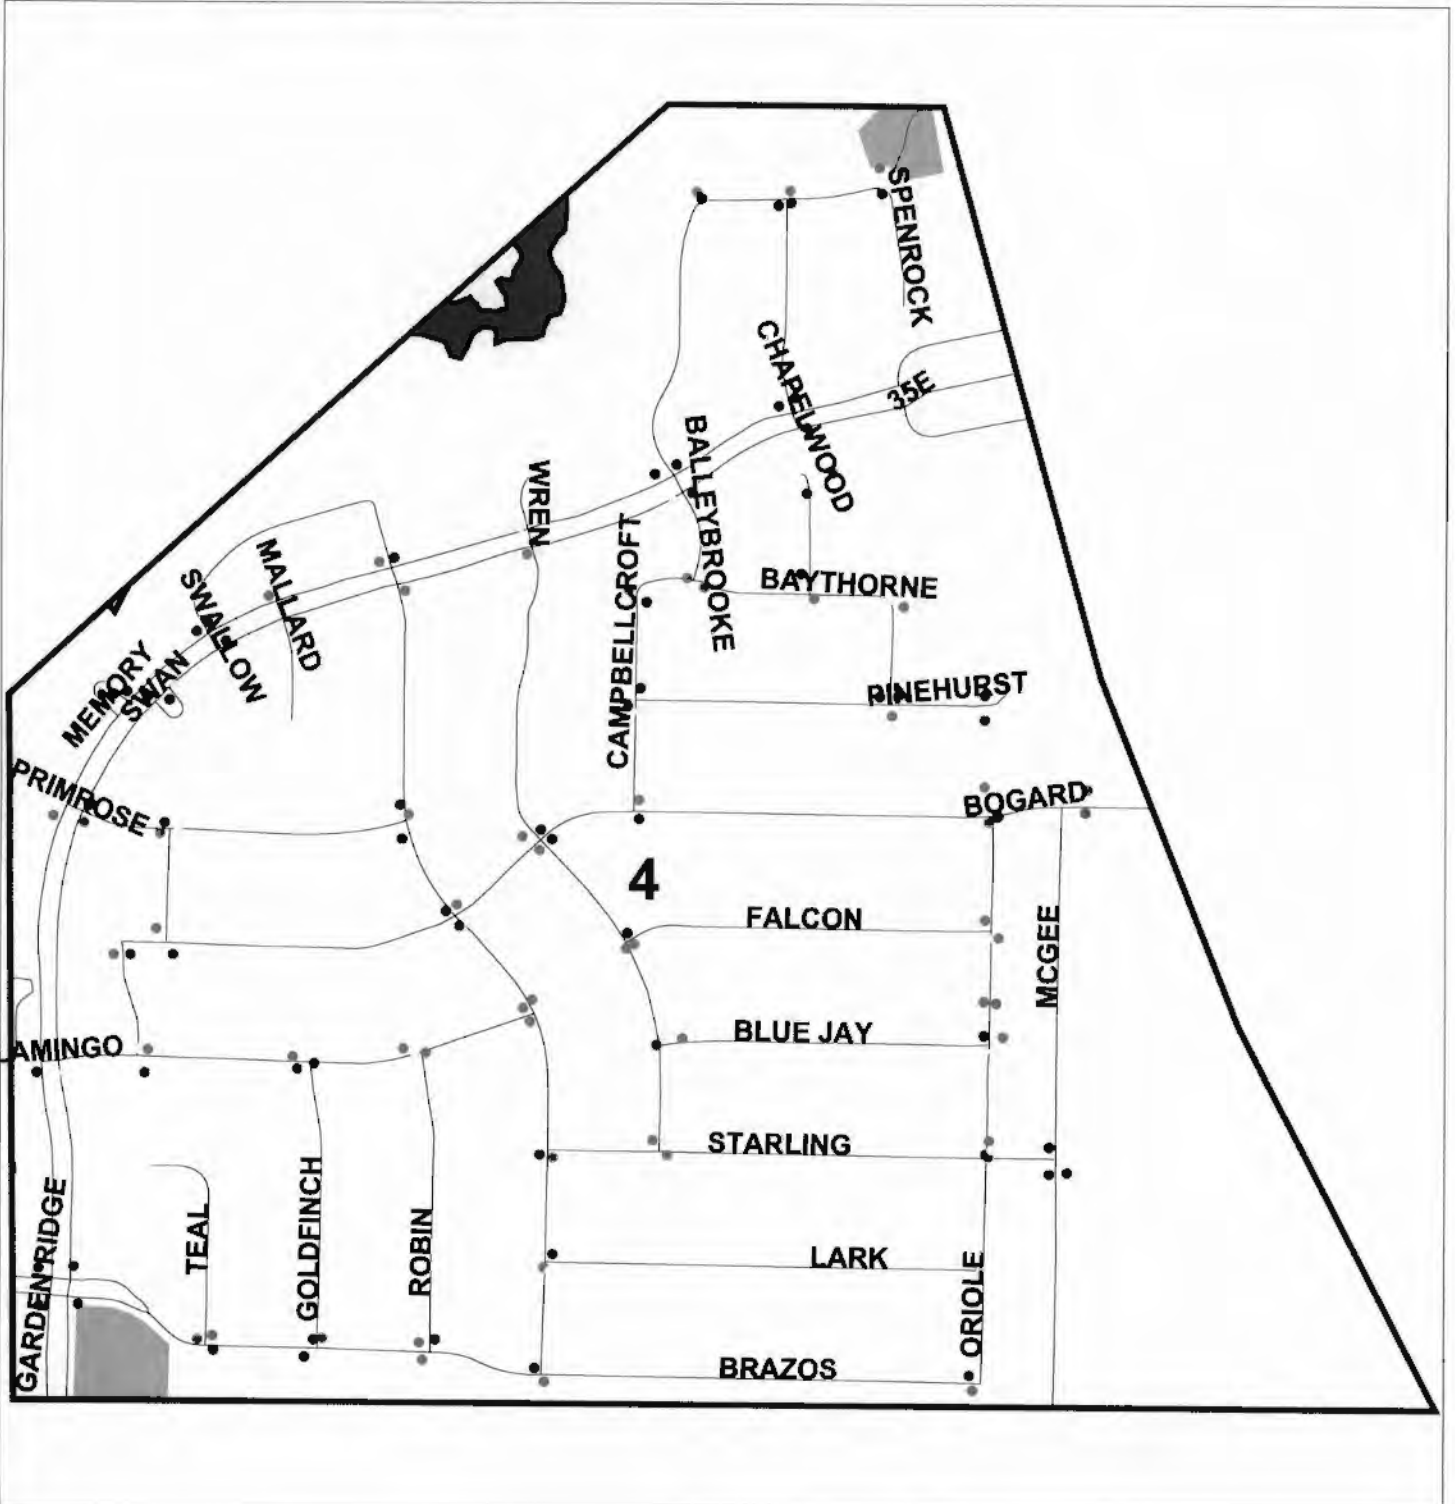 SPENROCK
CHAPELWOOD
35E
BALLEYBROOKE
WREN
CAMPBELLCROFT
BAYTHORNE
MALLARD
SWALLOW
MEMORY
SWAN
PINEHURST
PRIMROSE
BOGARD
4
FALCON
MCGEE
BLUE JAY
AMINGO
STARLING
GARDEN RIDGE
TEAL
GOLDFINCH
ROBIN
LARK
ORIOLE
BRAZOS